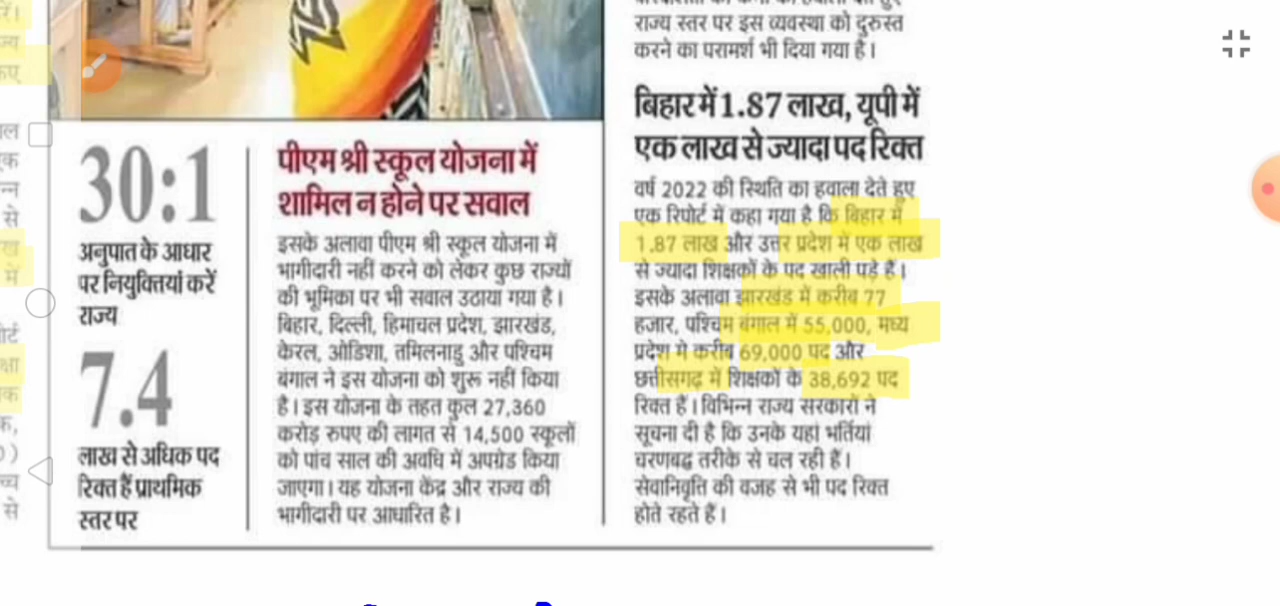 राज्य स्तर पर इस व्यवस्था को दुरुस्त
करने का परामर्श भी दिया गया है।
30:1
अनुपात के आधार
पर नियुक्तियां करें
राज्य
7.4
लाख से अधिक पद
रिक्त हैं प्राथमिक
स्तर पर
पीएम श्री स्कूल योजना में
शामिल न होने पर सवाल
इसके अलावा पीएम श्री स्कूल योजना में
भागीदारी नहीं करने को लेकर कुछ राज्यों
की भूमिका पर भी सवाल उठाया गया है।
बिहार, दिल्ली, हिमाचल प्रदेश, झारखंड,
केरल, ओडिशा, तमिलनाडु और पश्चिम
बंगाल ने इस योजना को शुरू नहीं किया
है। इस योजना के तहत कुल 27,360
करोड़ रुपए की लागत से 14,500 स्कूलों
को पांच साल की अवधि में अपग्रेड किया
जाएगा। यह योजना केंद्र और राज्य की
भागीदारी पर आधारित है।
बिहार में 1.87 लाख, यूपी में
एक लाख से ज्यादा पद रिक्त
वर्ष 2022 की स्थिति का हवाला देते हुए
एक रिपोर्ट में कहा गया है कि बिहार में
1.87 लाख और उत्तर प्रदेश में एक लाख
से ज्यादा शिक्षकों के पद खाली पड़े हैं।
इसके अलावा झारखंड में करीब 77
हजार, पश्चिम बंगाल में 55,000, मध्य
प्रदेश मे करीब 69,000 पद और
छत्तीसगढ़ में शिक्षकों के 38,692 पद
रिक्त हैं। विभिन्न राज्य सरकारों ने
सूचना दी है कि उनके यहां भर्तियां
चरणबद्ध तरीके से चल रही हैं।
सेवानिवृति की वजह से भी पद रिक्त
होते रहते हैं।